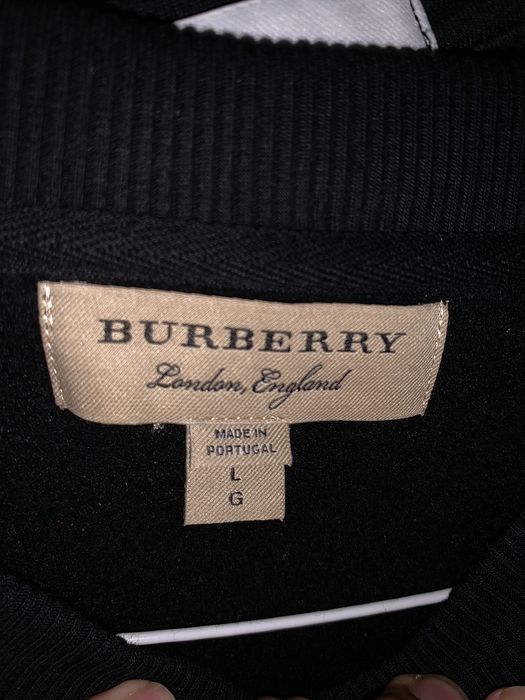 BURBERRY
London, England
MADE IN
PORTUGAL
L
G